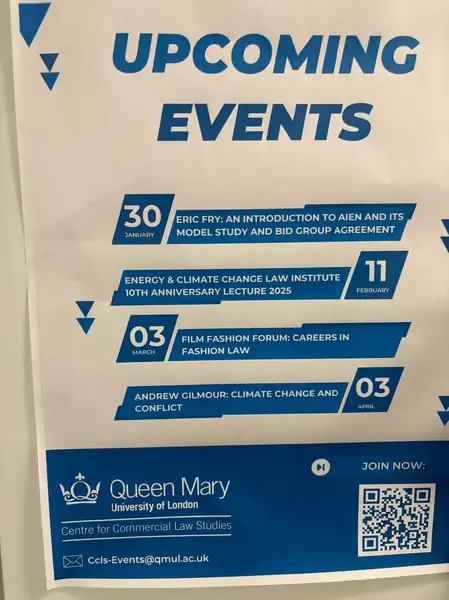 UPCOMING
EVENTS
30
JANUARY
ERIC FRY: AN INTRODUCTION TO AIEN AND ITS
MODEL STUDY AND BID GROUP AGREEMENT
ENERGY & CLIMATE CHANGE LAW INSTITUTE
10TH ANNIVERSARY LECTURE 2025
11
FEBRUARY
03
MARCH
FILM FASHION FORUM: CAREERS IN
FASHION LAW
ANDREW GILMOUR: CLIMATE CHANGE AND
CONFLICT
03
APRIL
JOIN NOW:
Queen Mary
University of London
Centre for Commercial Law Studies
Ccls-Events@qmul.ac.uk